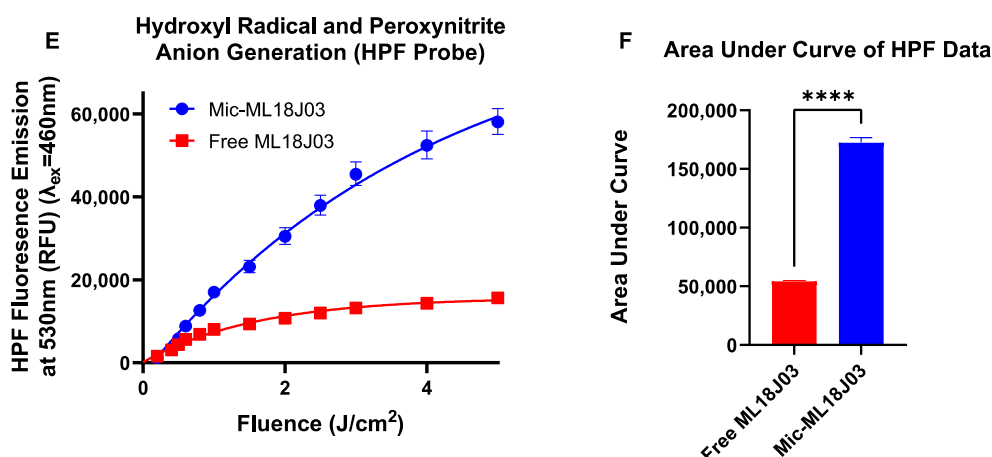 E
Hydroxyl Radical and Peroxynitrite
Anion Generation (HPF Probe)
HPF Fluoresence Emission
at 530nm (RFU) (λex=460nm)
60,000
40,000
20,000
0
Mic-ML18J03
Free ML18J03
0 2 4
Fluence (J/cm²)
F
Area Under Curve of HPF Data
****
Area Under Curve
200,000
150,000
100,000
50,000
0
Free ML18J03
Mic-ML18J03